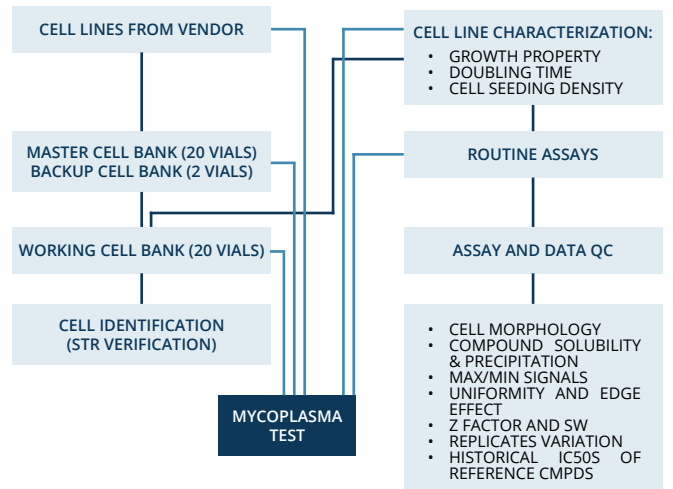 CELL LINES FROM VENDOR
MASTER CELL BANK (20 VIALS)
BACKUP CELL BANK (2 VIALS)
WORKING CELL BANK (20 VIALS)
CELL IDENTIFICATION
(STR VERIFICATION)
MYCOPLASMA
TEST
CELL LINE CHARACTERIZATION:
• GROWTH PROPERTY
• DOUBLING TIME
• CELL SEEDING DENSITY
ROUTINE ASSAYS
ASSAY AND DATA QC
• CELL MORPHOLOGY
• COMPOUND SOLUBILITY
& PRECIPITATION
• MAX/MIN SIGNALS
• UNIFORMITY AND EDGE
EFFECT
• Z FACTOR AND SW
• REPLICATES VARIATION
• HISTORICAL IC50S OF
REFERENCE CMPDS